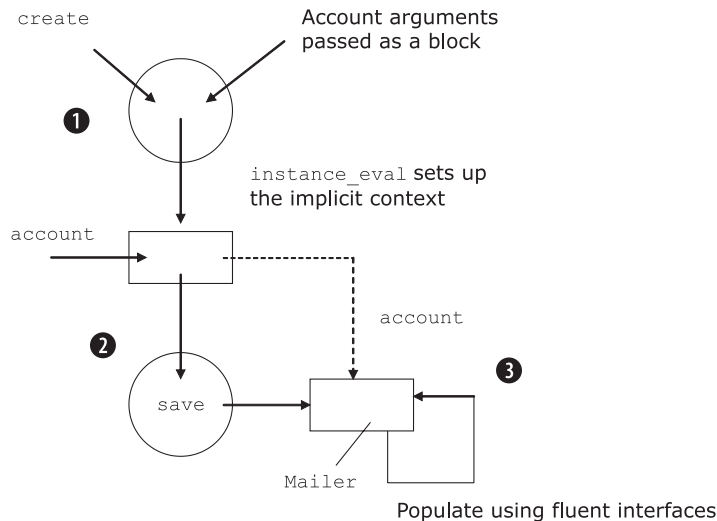 create
Account arguments
passed as a block
1
instance_eval sets up
the implicit context
account
account
2
3
save
Mailer
Populate using fluent interfaces